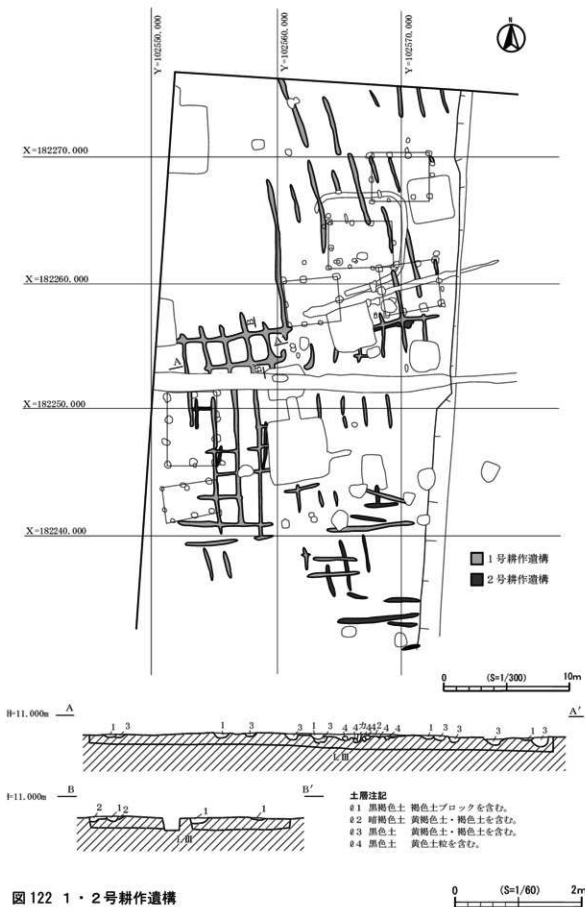 N
Y=102550.000
Y=102560.000
Y=102570.000
X=182270.000
X=182260.000
X=182250.000
X=182240.000
A
A'
B
1号耕作遺構
2号耕作遺構
0 (S=1/300) 10m
H=11.000m A A'
1 3 1 3 3 1 3 4 4 4 4 2 4 1 3 3 3 1 3
LⅢ
H=11.000m B B'
2 1 2 1 1
LⅢ
土層注記
ℓ1 黒褐色土 褐色土ブロックを含む。
ℓ2 暗褐色土 黄褐色土・褐色土を含む。
ℓ3 黒色土 黄褐色土・褐色土を含む。
ℓ4 黒色土 黄色土粒を含む。
図122 1・2号耕作遺構
0 (S=1/60) 2m